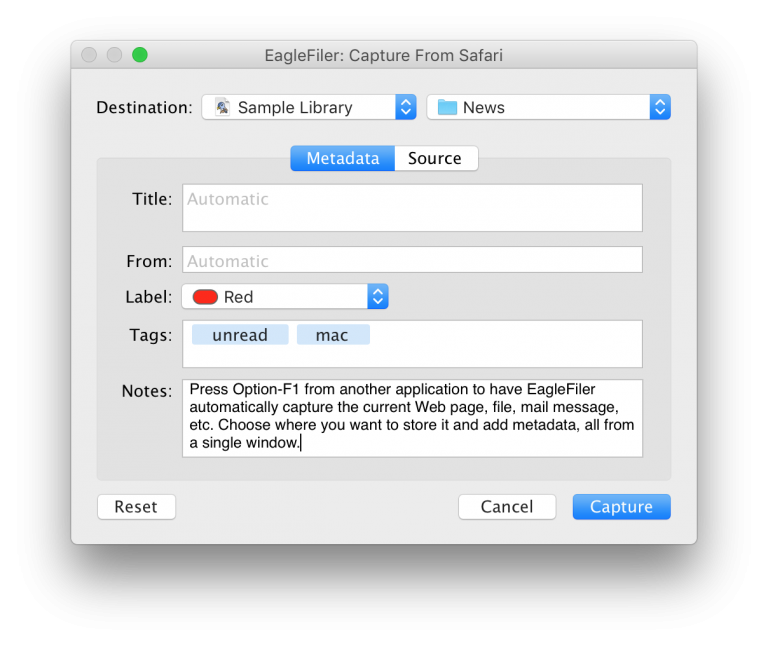 EagleFiler: Capture From Safari
Destination: Sample Library News
Metadata Source
Title: Automatic
From: Automatic
Label: Red
Tags: unread mac
Notes: Press Option-F1 from another application to have EagleFiler
automatically capture the current Web page, file, mail message,
etc. Choose where you want to store it and add metadata, all from
a single window.
Reset Cancel Capture